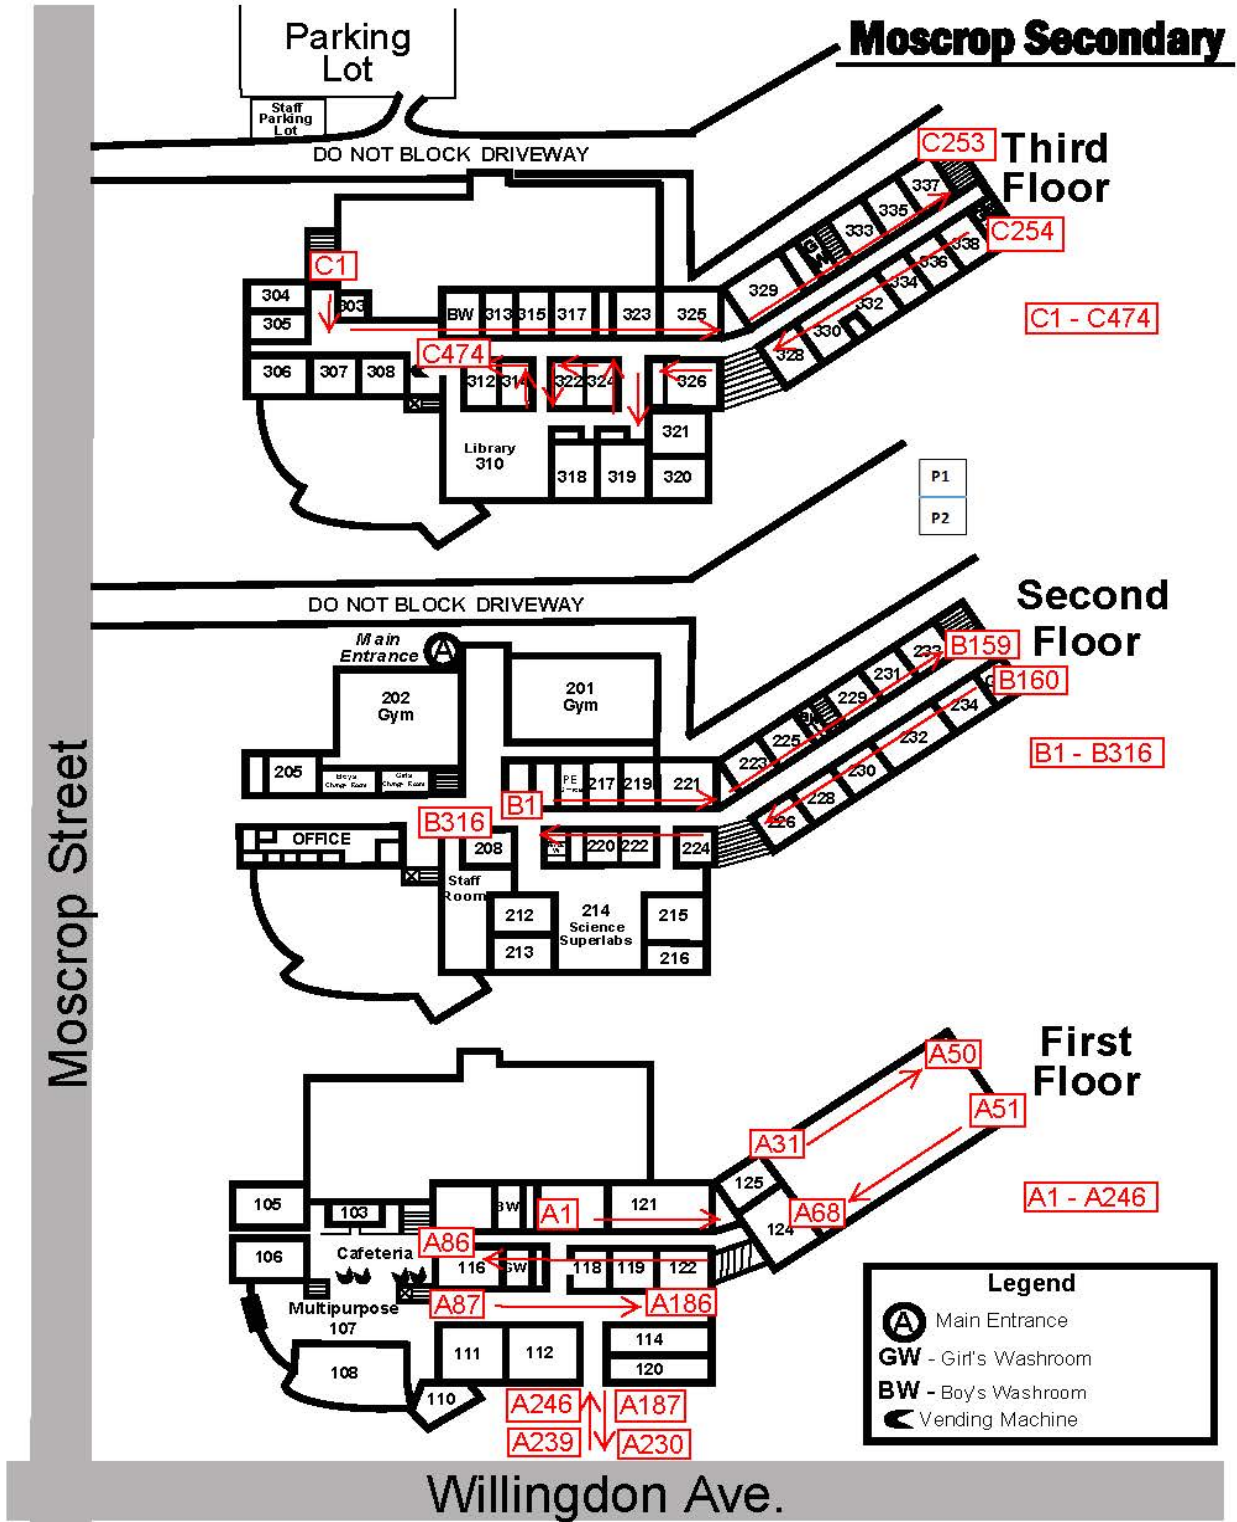 Moscrop Secondary
Parking
Lot
Staff
Parking
Lot
DO NOT BLOCK DRIVEWAY
Third
Floor
C253
C254
C1 - C474
C1
C474
304
303
305
306
307
308
BW
313
315
317
323
325
329
GW
333
335
337
338
336
334
332
330
328
312
314
322
324
326
Library
310
318
319
321
320
P1
P2
DO NOT BLOCK DRIVEWAY
Second
Floor
Main
Entrance
A
202
Gym
201
Gym
205
Boys
Change Room
Girls
Change Room
PE
217
219
221
223
225
229
231
233
B159
B160
B1 - B316
B1
B316
234
232
230
228
226
OFFICE
208
220
222
224
Staff
Room
212
213
214
Science
Superlabs
215
216
Moscrop Street
First
Floor
A50
A51
A31
A68
A1 - A246
105
103
BW
A1
121
125
124
106
Cafeteria
A86
116
GW
118
119
122
Multipurpose
107
A87
A186
108
110
111
112
114
120
A246
A187
A239
A230
Legend
A Main Entrance
GW - Girl's Washroom
BW - Boy's Washroom
Vending Machine
Willingdon Ave.